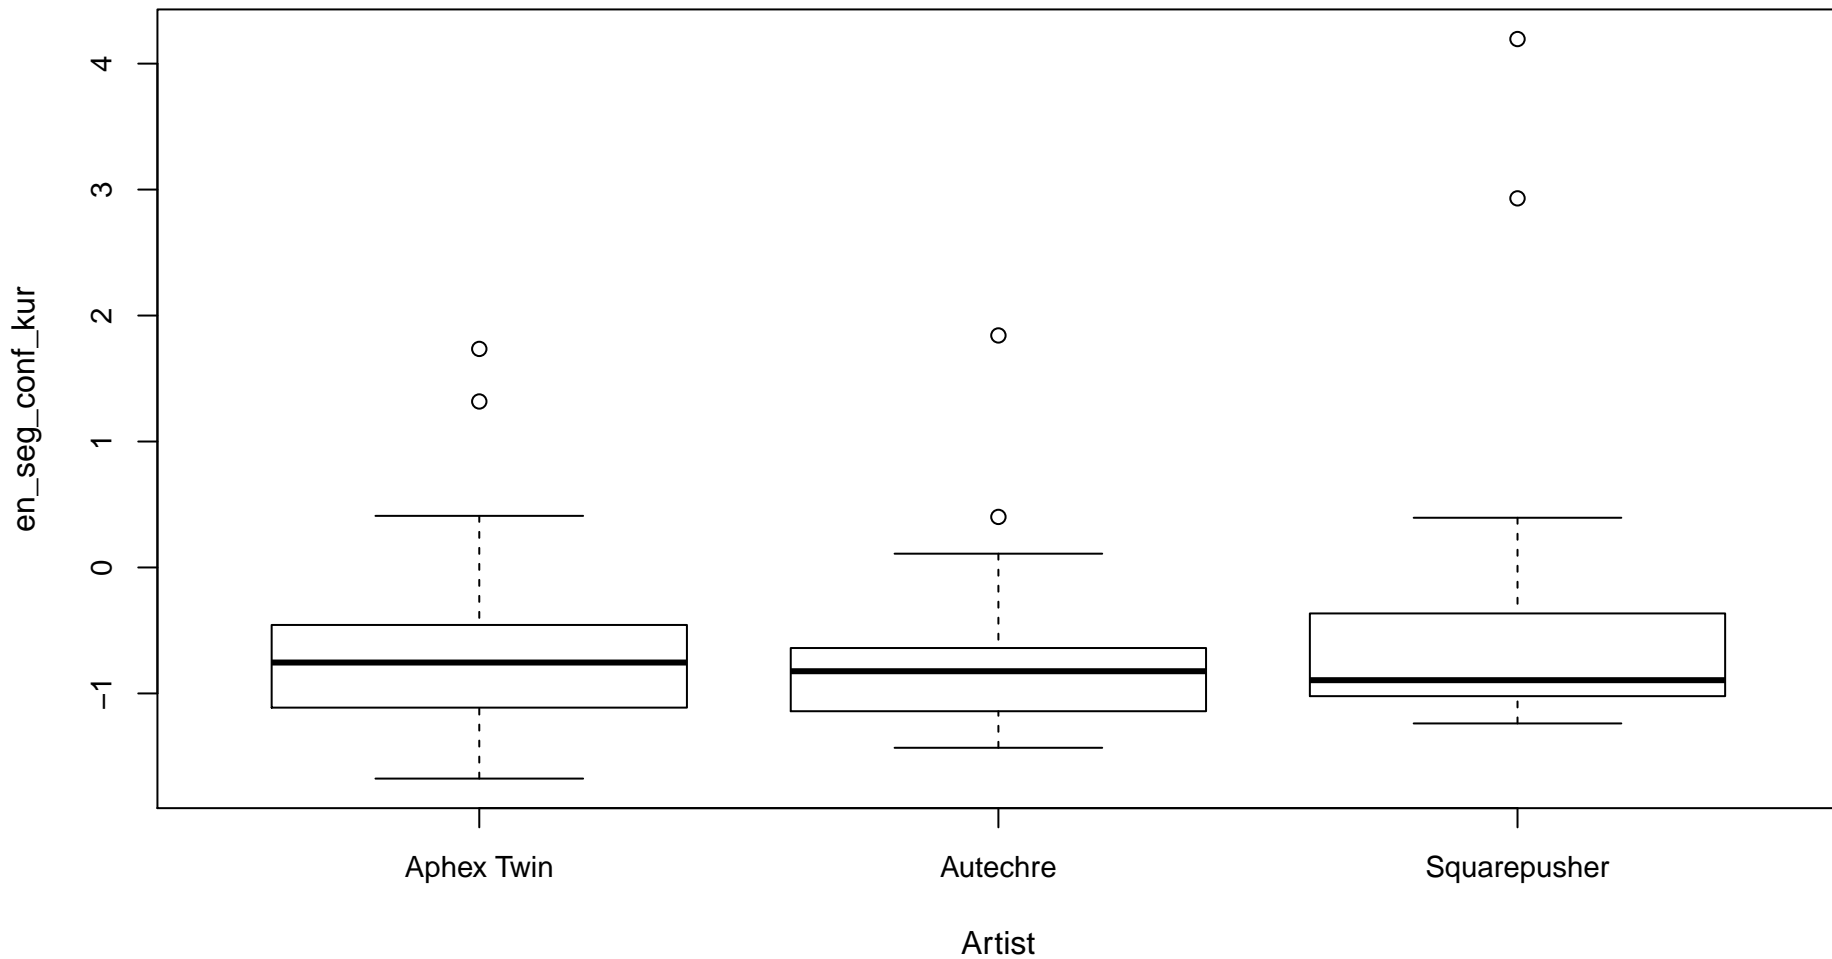 en_seg_conf_kur
4
3
2
1
0
−1
Aphex Twin
Autechre
Squarepusher
Artist